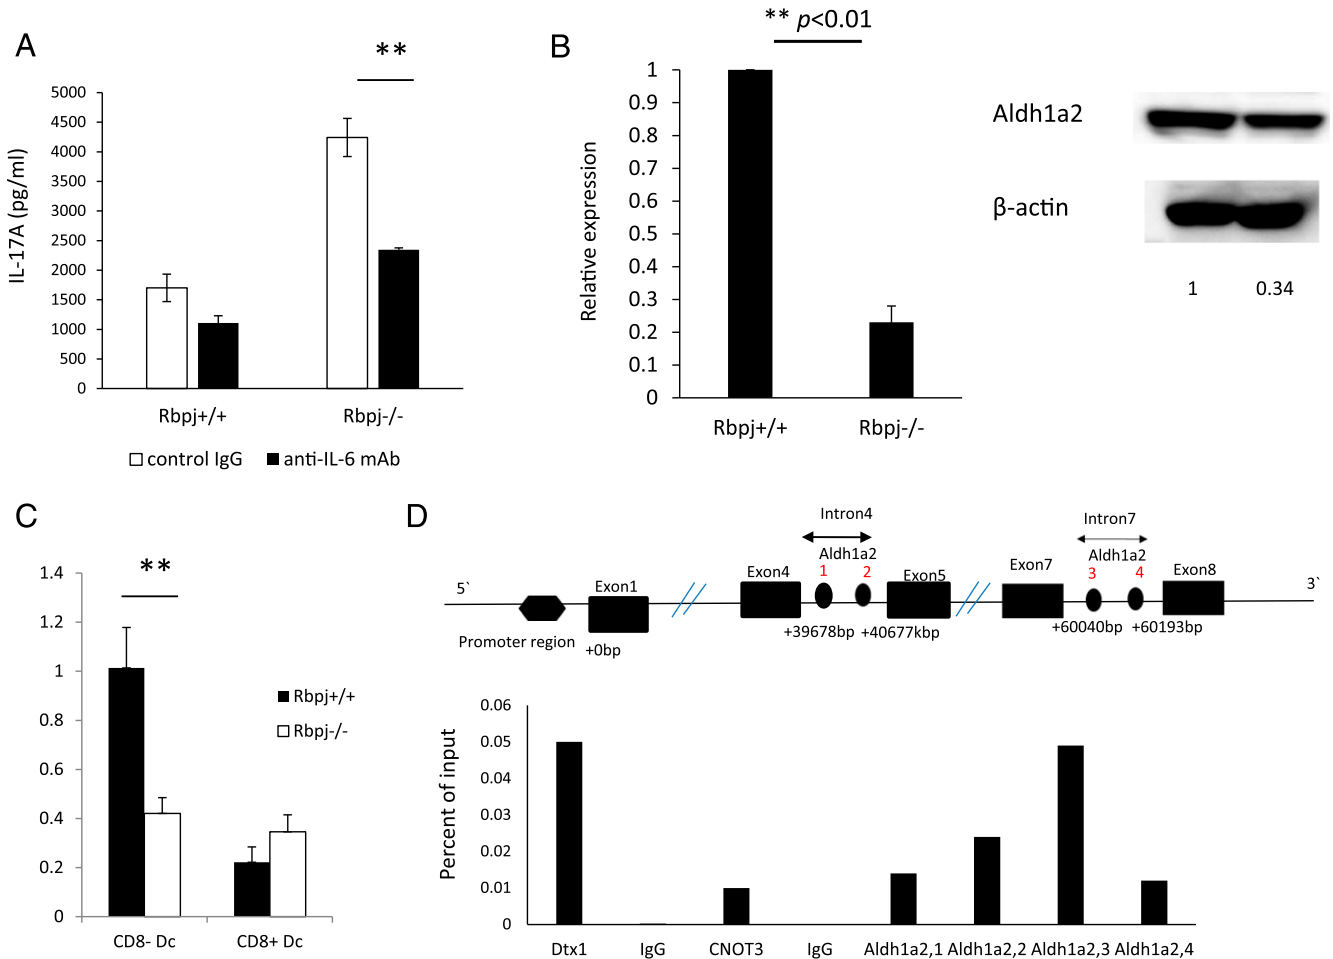 A
**
5000
4500
4000
3500
3000
2500
2000
1500
1000
500
0
IL-17A (pg/ml)
Rbpj+/+ Rbpj-/-
control IgG anti-IL-6 mAb
B
** p<0.01
1
0.9
0.8
0.7
0.6
0.5
0.4
0.3
0.2
0.1
0
Relative expression
Rbpj+/+ Rbpj-/-
Aldh1a2
β-actin
1 0.34
C
**
1.4
1.2
1
0.8
0.6
0.4
0.2
0
Rbpj+/+
Rbpj-/-
CD8- Dc CD8+ Dc
D
Intron4 Intron7
Aldh1a2 Aldh1a2
5` Exon1 Exon4 1 2 Exon5 Exon7 3 4 Exon8 3`
Promoter region +0bp +39678bp +40677kbp +60040bp +60193bp
0.06
0.05
0.04
0.03
0.02
0.01
0
Percent of input
Dtx1 IgG CNOT3 IgG Aldh1a2,1 Aldh1a2,2 Aldh1a2,3 Aldh1a2,4